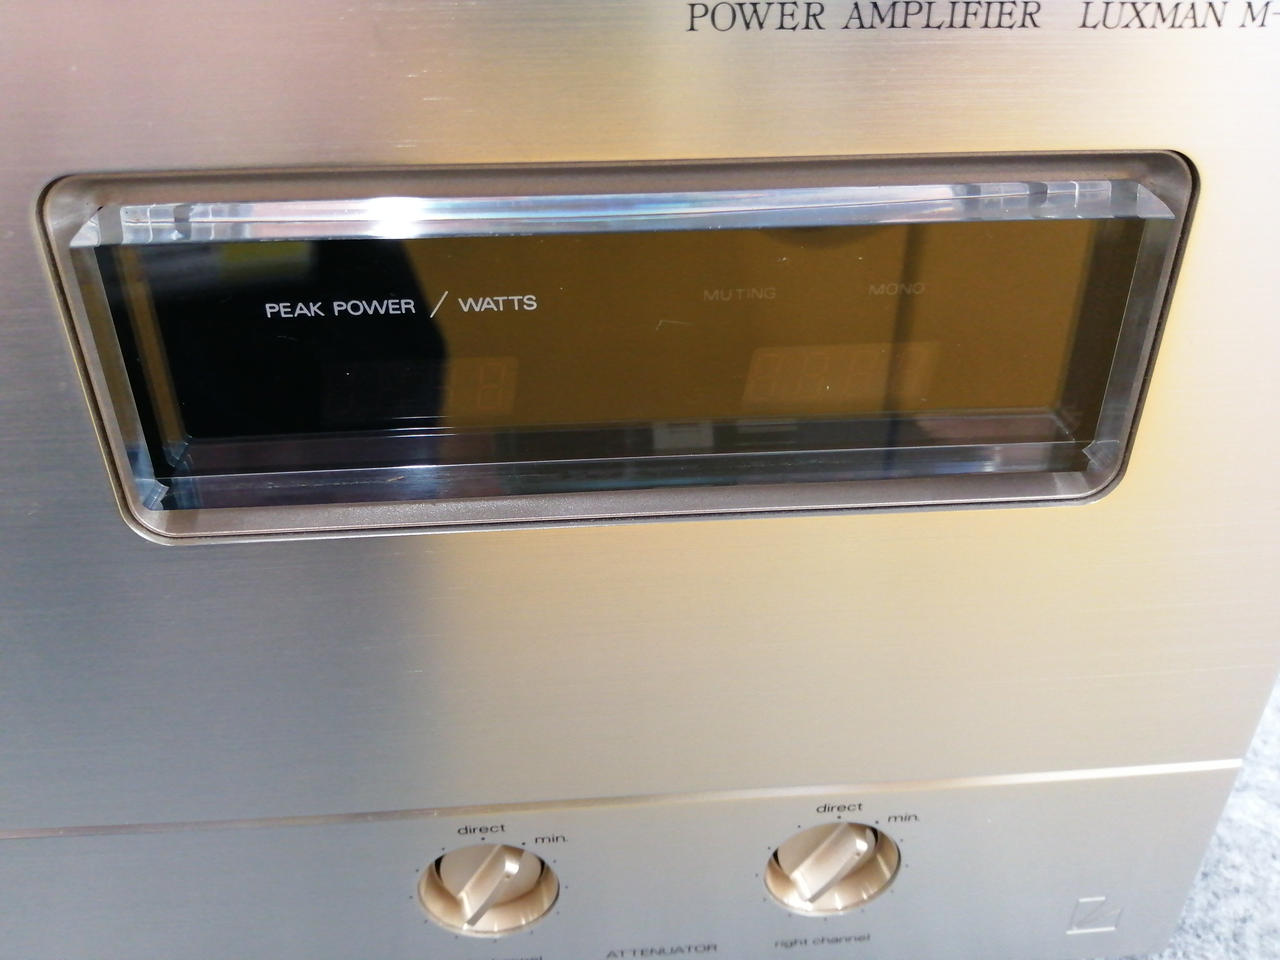 POWER AMPLIFIER LUXMAN M-
PEAK POWER / WATTS
MUTING
MONO
direct
min.
direct
min.
ATTENUATOR
right channel